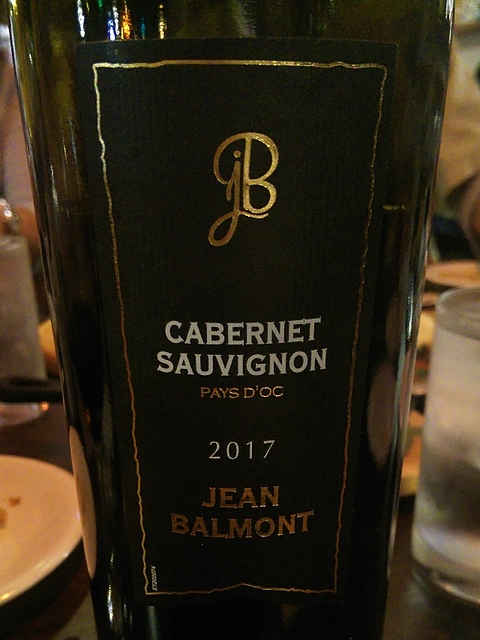 JB
CABERNET
SAUVIGNON
PAYS D'OC
2017
JEAN
BALMONT